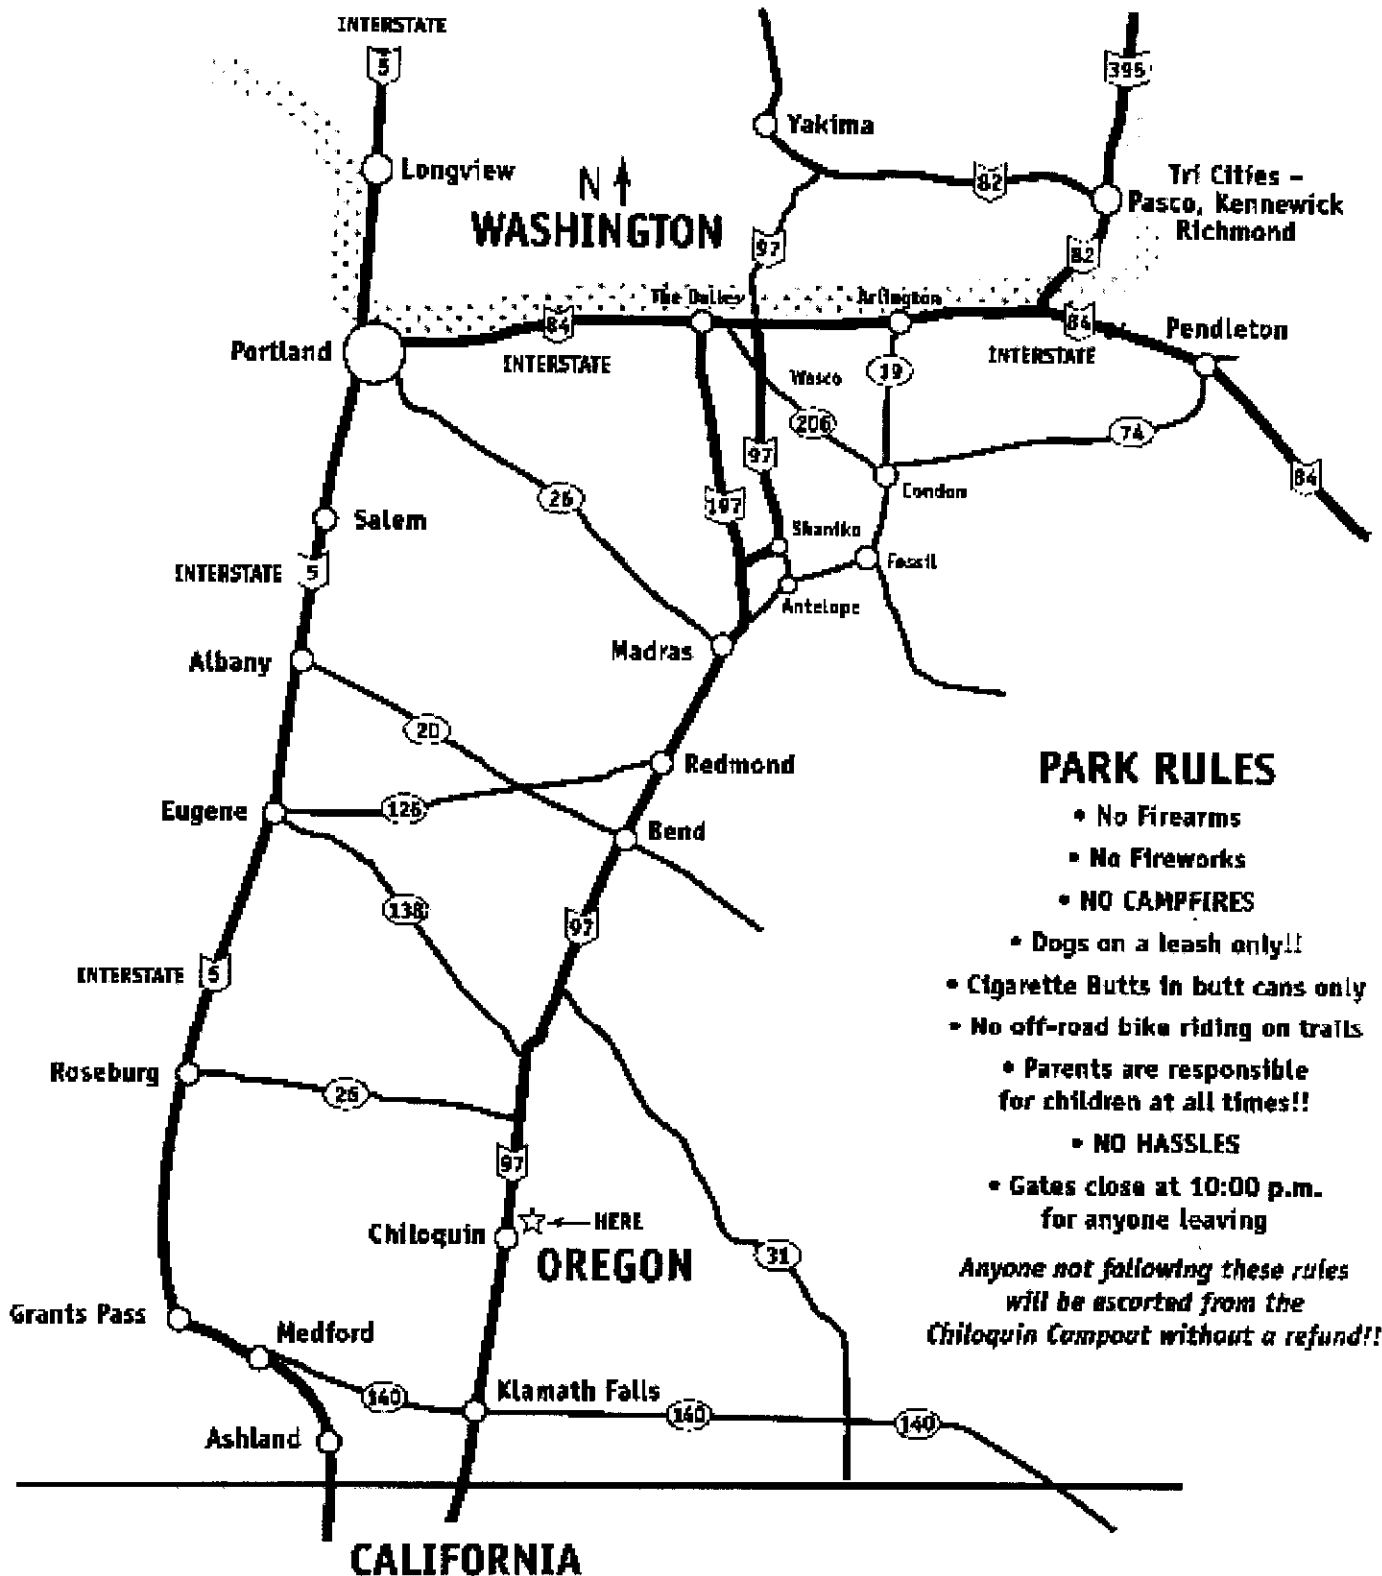 INTERSTATE
5
395
Yakima
Longview
N
82
Tri Cities –
Pasco, Kennewick
Richmond
WASHINGTON
97
82
The Dalles
Arlington
84
84
Pendleton
Portland
INTERSTATE
INTERSTATE
Wasco
19
206
74
97
84
Condon
26
197
Salem
Shaniko
INTERSTATE
5
Fossil
Antelope
Madras
Albany
20
Redmond
PARK RULES
Eugene
126
Bend
• No Firearms
• No Fireworks
• NO CAMPFIRES
138
97
• Dogs on a leash only!!
INTERSTATE
5
• Cigarette Butts in butt cans only
• No off-road bike riding on trails
Roseburg
26
• Parents are responsible
for children at all times!!
• NO HASSLES
97
• Gates close at 10:00 p.m.
for anyone leaving
Chiloquin
HERE
OREGON
31
Anyone not following these rules
will be escorted from the
Chiloquin Campout without a refund!!
Grants Pass
Medford
140
Klamath Falls
140
140
Ashland
CALIFORNIA